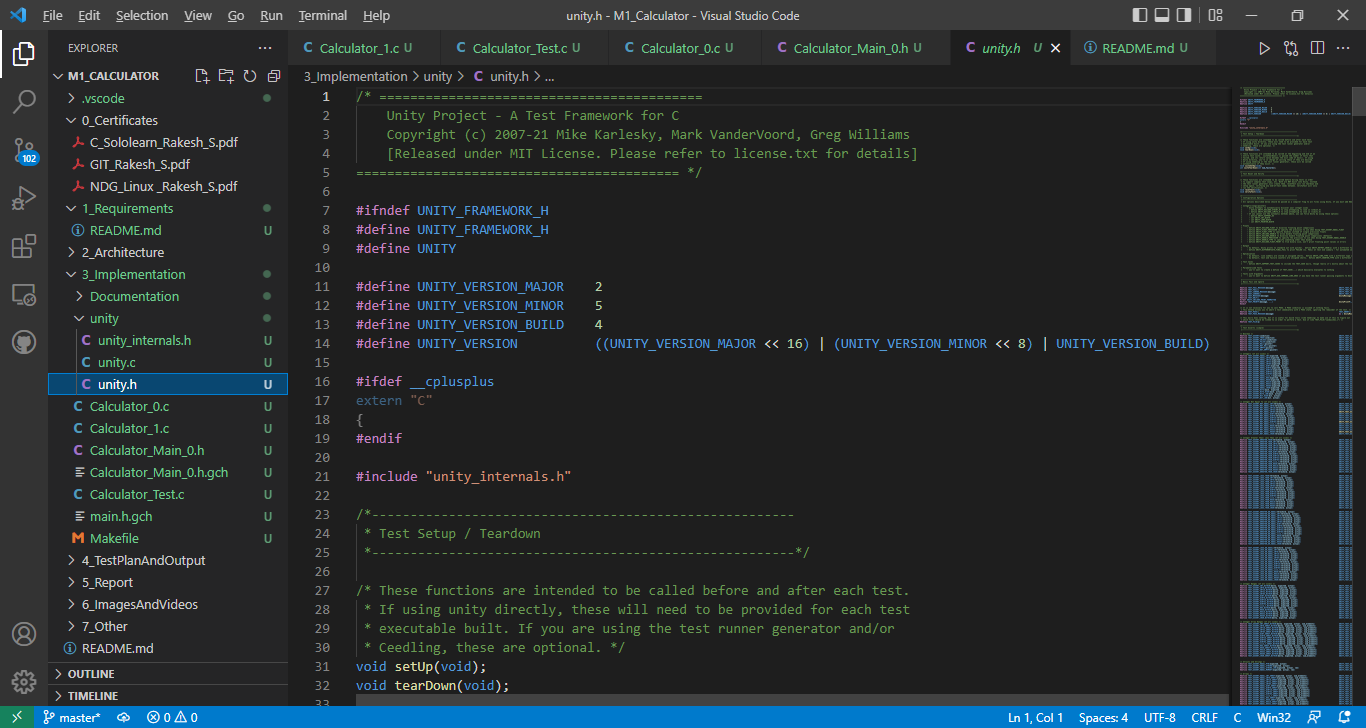 File Edit Selection View Go Run Terminal Help unity.h - M1_Calculator - Visual Studio Code
EXPLORER
M1_CALCULATOR
.vscode
0_Certificates
C_Sololearn_Rakesh_S.pdf
GIT_Rakesh_S.pdf
NDG_Linux _Rakesh_S.pdf
1_Requirements
README.md U
2_Architecture
3_Implementation
Documentation
unity
C unity_internals.h U
C unity.c U
C unity.h U
C Calculator_0.c U
C Calculator_1.c U
C Calculator_Main_0.h U
Calculator_Main_0.h.gch U
C Calculator_Test.c U
main.h.gch U
M Makefile U
4_TestPlanAndOutput
5_Report
6_ImagesAndVideos
7_Other
README.md U
OUTLINE
TIMELINE
102
C Calculator_1.c U C Calculator_Test.c U C Calculator_0.c U C Calculator_Main_0.h U C unity.h U README.md U
3_Implementation > unity > C unity.h > ...
1 /* ==========================================
2 Unity Project - A Test Framework for C
3 Copyright (c) 2007-21 Mike Karlesky, Mark VanderVoord, Greg Williams
4 [Released under MIT License. Please refer to license.txt for details]
5 ========================================== */
6
7 #ifndef UNITY_FRAMEWORK_H
8 #define UNITY_FRAMEWORK_H
9 #define UNITY
10
11 #define UNITY_VERSION_MAJOR 2
12 #define UNITY_VERSION_MINOR 5
13 #define UNITY_VERSION_BUILD 4
14 #define UNITY_VERSION ((UNITY_VERSION_MAJOR << 16) | (UNITY_VERSION_MINOR << 8) | UNITY_VERSION_BUILD)
15
16 #ifdef __cplusplus
17 extern "C"
18 {
19 #endif
20
21 #include "unity_internals.h"
22
23 /*-------------------------------------------------------
24 * Test Setup / Teardown
25 *-------------------------------------------------------*/
26
27 /* These functions are intended to be called before and after each test.
28 * If using unity directly, these will need to be provided for each test
29 * executable built. If you are using the test runner generator and/or
30 * Ceedling, these are optional. */
31 void setUp(void);
32 void tearDown(void);
33
master* 0 0 Ln 1, Col 1 Spaces: 4 UTF-8 CRLF C Win32